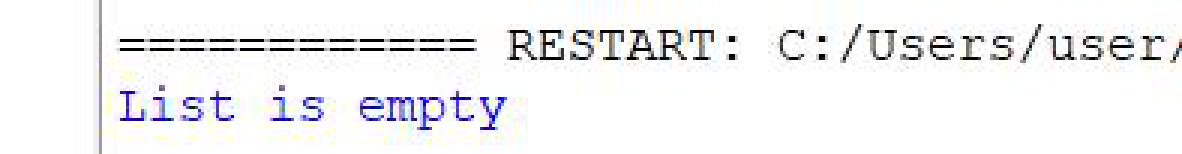 ============ RESTART: C:/Users/user/
List is empty